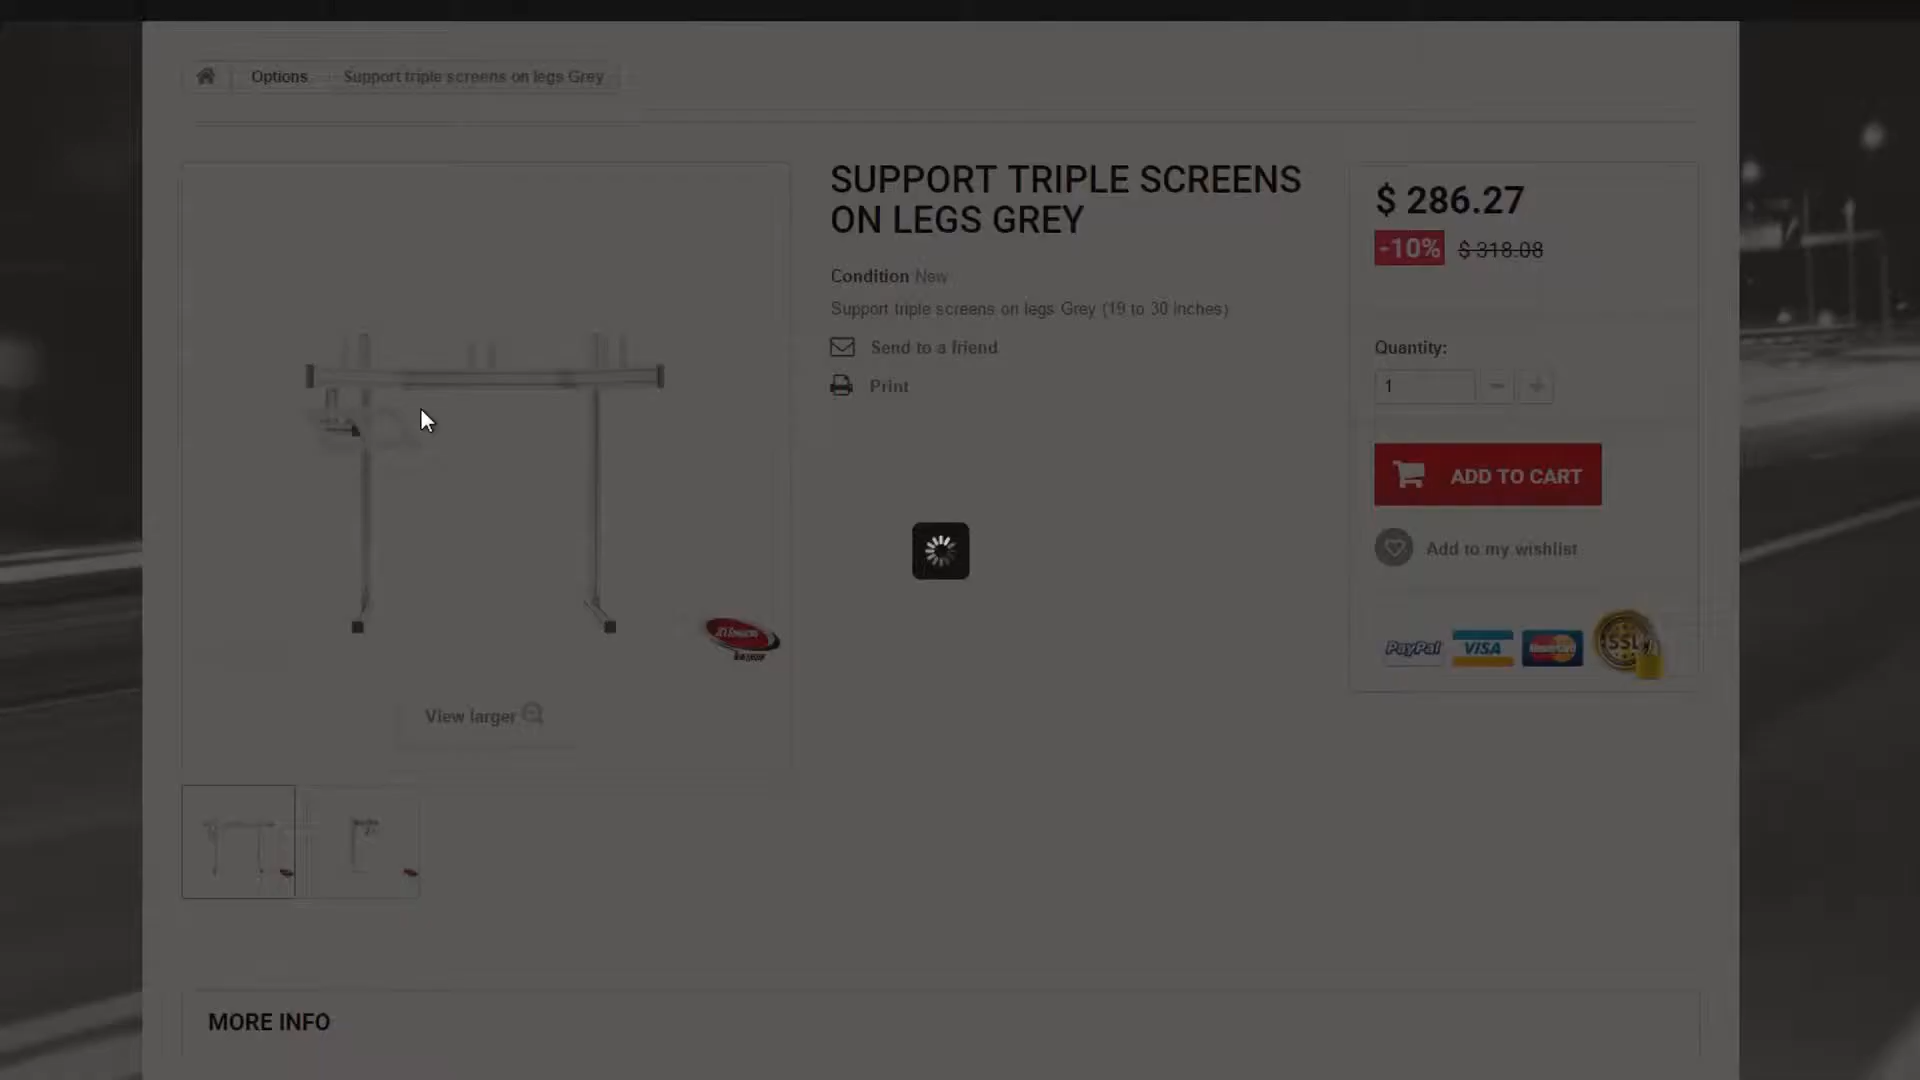 Options
Support triple screens on legs Grey
SUPPORT TRIPLE SCREENS
ON LEGS GREY
Condition New
Support triple screens on legs Grey (19 to 30 inches)
Send to a friend
Print
$ 286.27
-10% $ 318.08
Quantity:
1
ADD TO CART
Add to my wishlist
PayPal VISA MasterCard SSL
View larger
MORE INFO